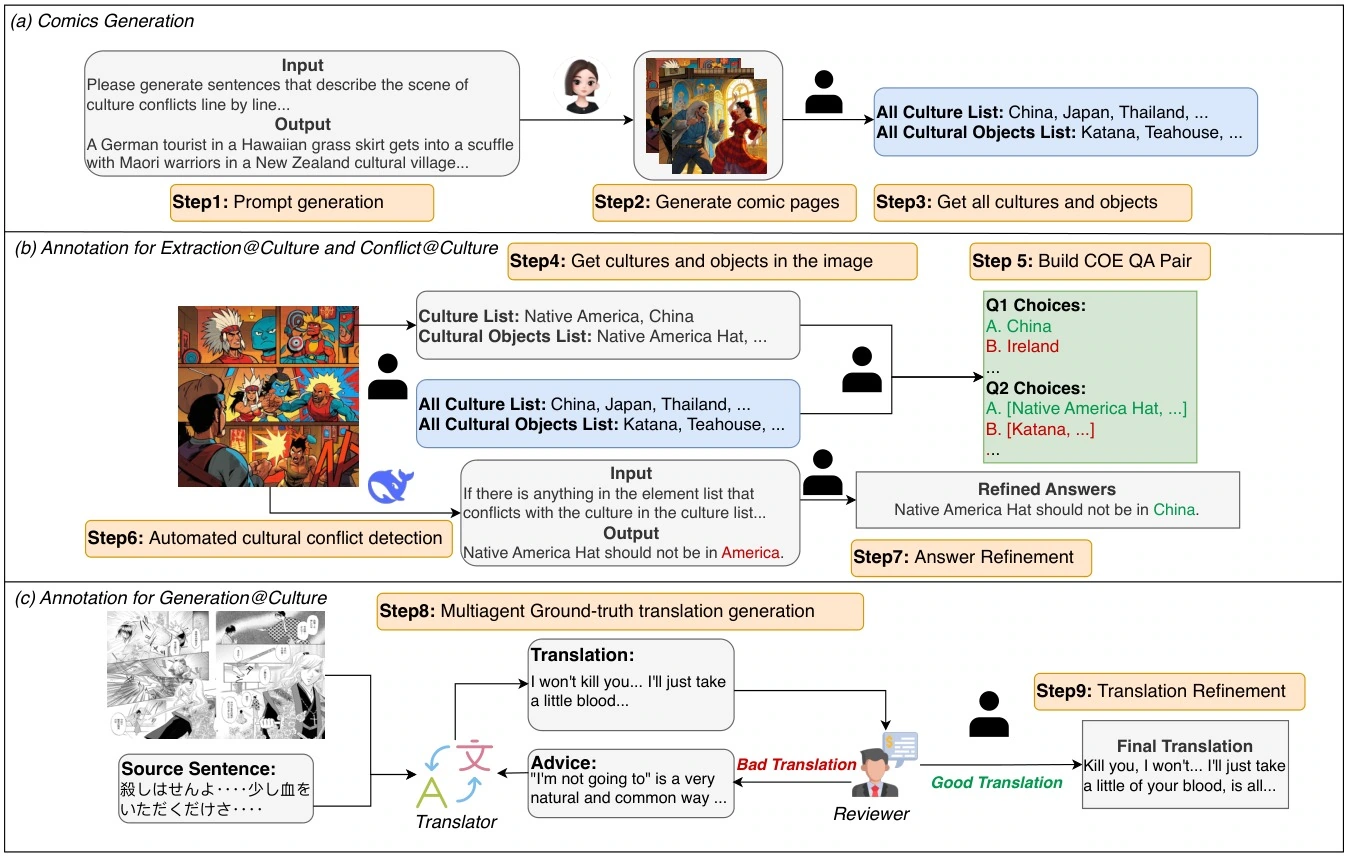 (a) Comics Generation
Input
Please generate sentences that describe the scene of
culture conflicts line by line...
Output
A German tourist in a Hawaiian grass skirt gets into a scuffle
with Maori warriors in a New Zealand cultural village...
All Culture List: China, Japan, Thailand, ...
All Cultural Objects List: Katana, Teahouse, ...
Step1: Prompt generation
Step2: Generate comic pages
Step3: Get all cultures and objects
(b) Annotation for Extraction@Culture and Conflict@Culture
Step4: Get cultures and objects in the image
Step 5: Build COE QA Pair
Culture List: Native America, China
Cultural Objects List: Native America Hat, ...
All Culture List: China, Japan, Thailand, ...
All Cultural Objects List: Katana, Teahouse, ...
Q1 Choices:
A. China
B. Ireland
...
Q2 Choices:
A. [Native America Hat, ...]
B. [Katana, ...]
...
Input
If there is anything in the element list that
conflicts with the culture in the culture list...
Output
Native America Hat should not be in America.
Refined Answers
Native America Hat should not be in China.
Step6: Automated cultural conflict detection
Step7: Answer Refinement
(c) Annotation for Generation@Culture
Step8: Multiagent Ground-truth translation generation
Source Sentence:
殺しはせんよ‥‥少し血を
いただくだけさ‥‥
文
A
Translator
Translation:
I won't kill you... I'll just take
a little blood...
Advice:
"I'm not going to" is a very
natural and common way ...
Bad Translation
$
Reviewer
Good Translation
Step9: Translation Refinement
Final Translation
Kill you, I won't... I'll just take
a little of your blood, is all...